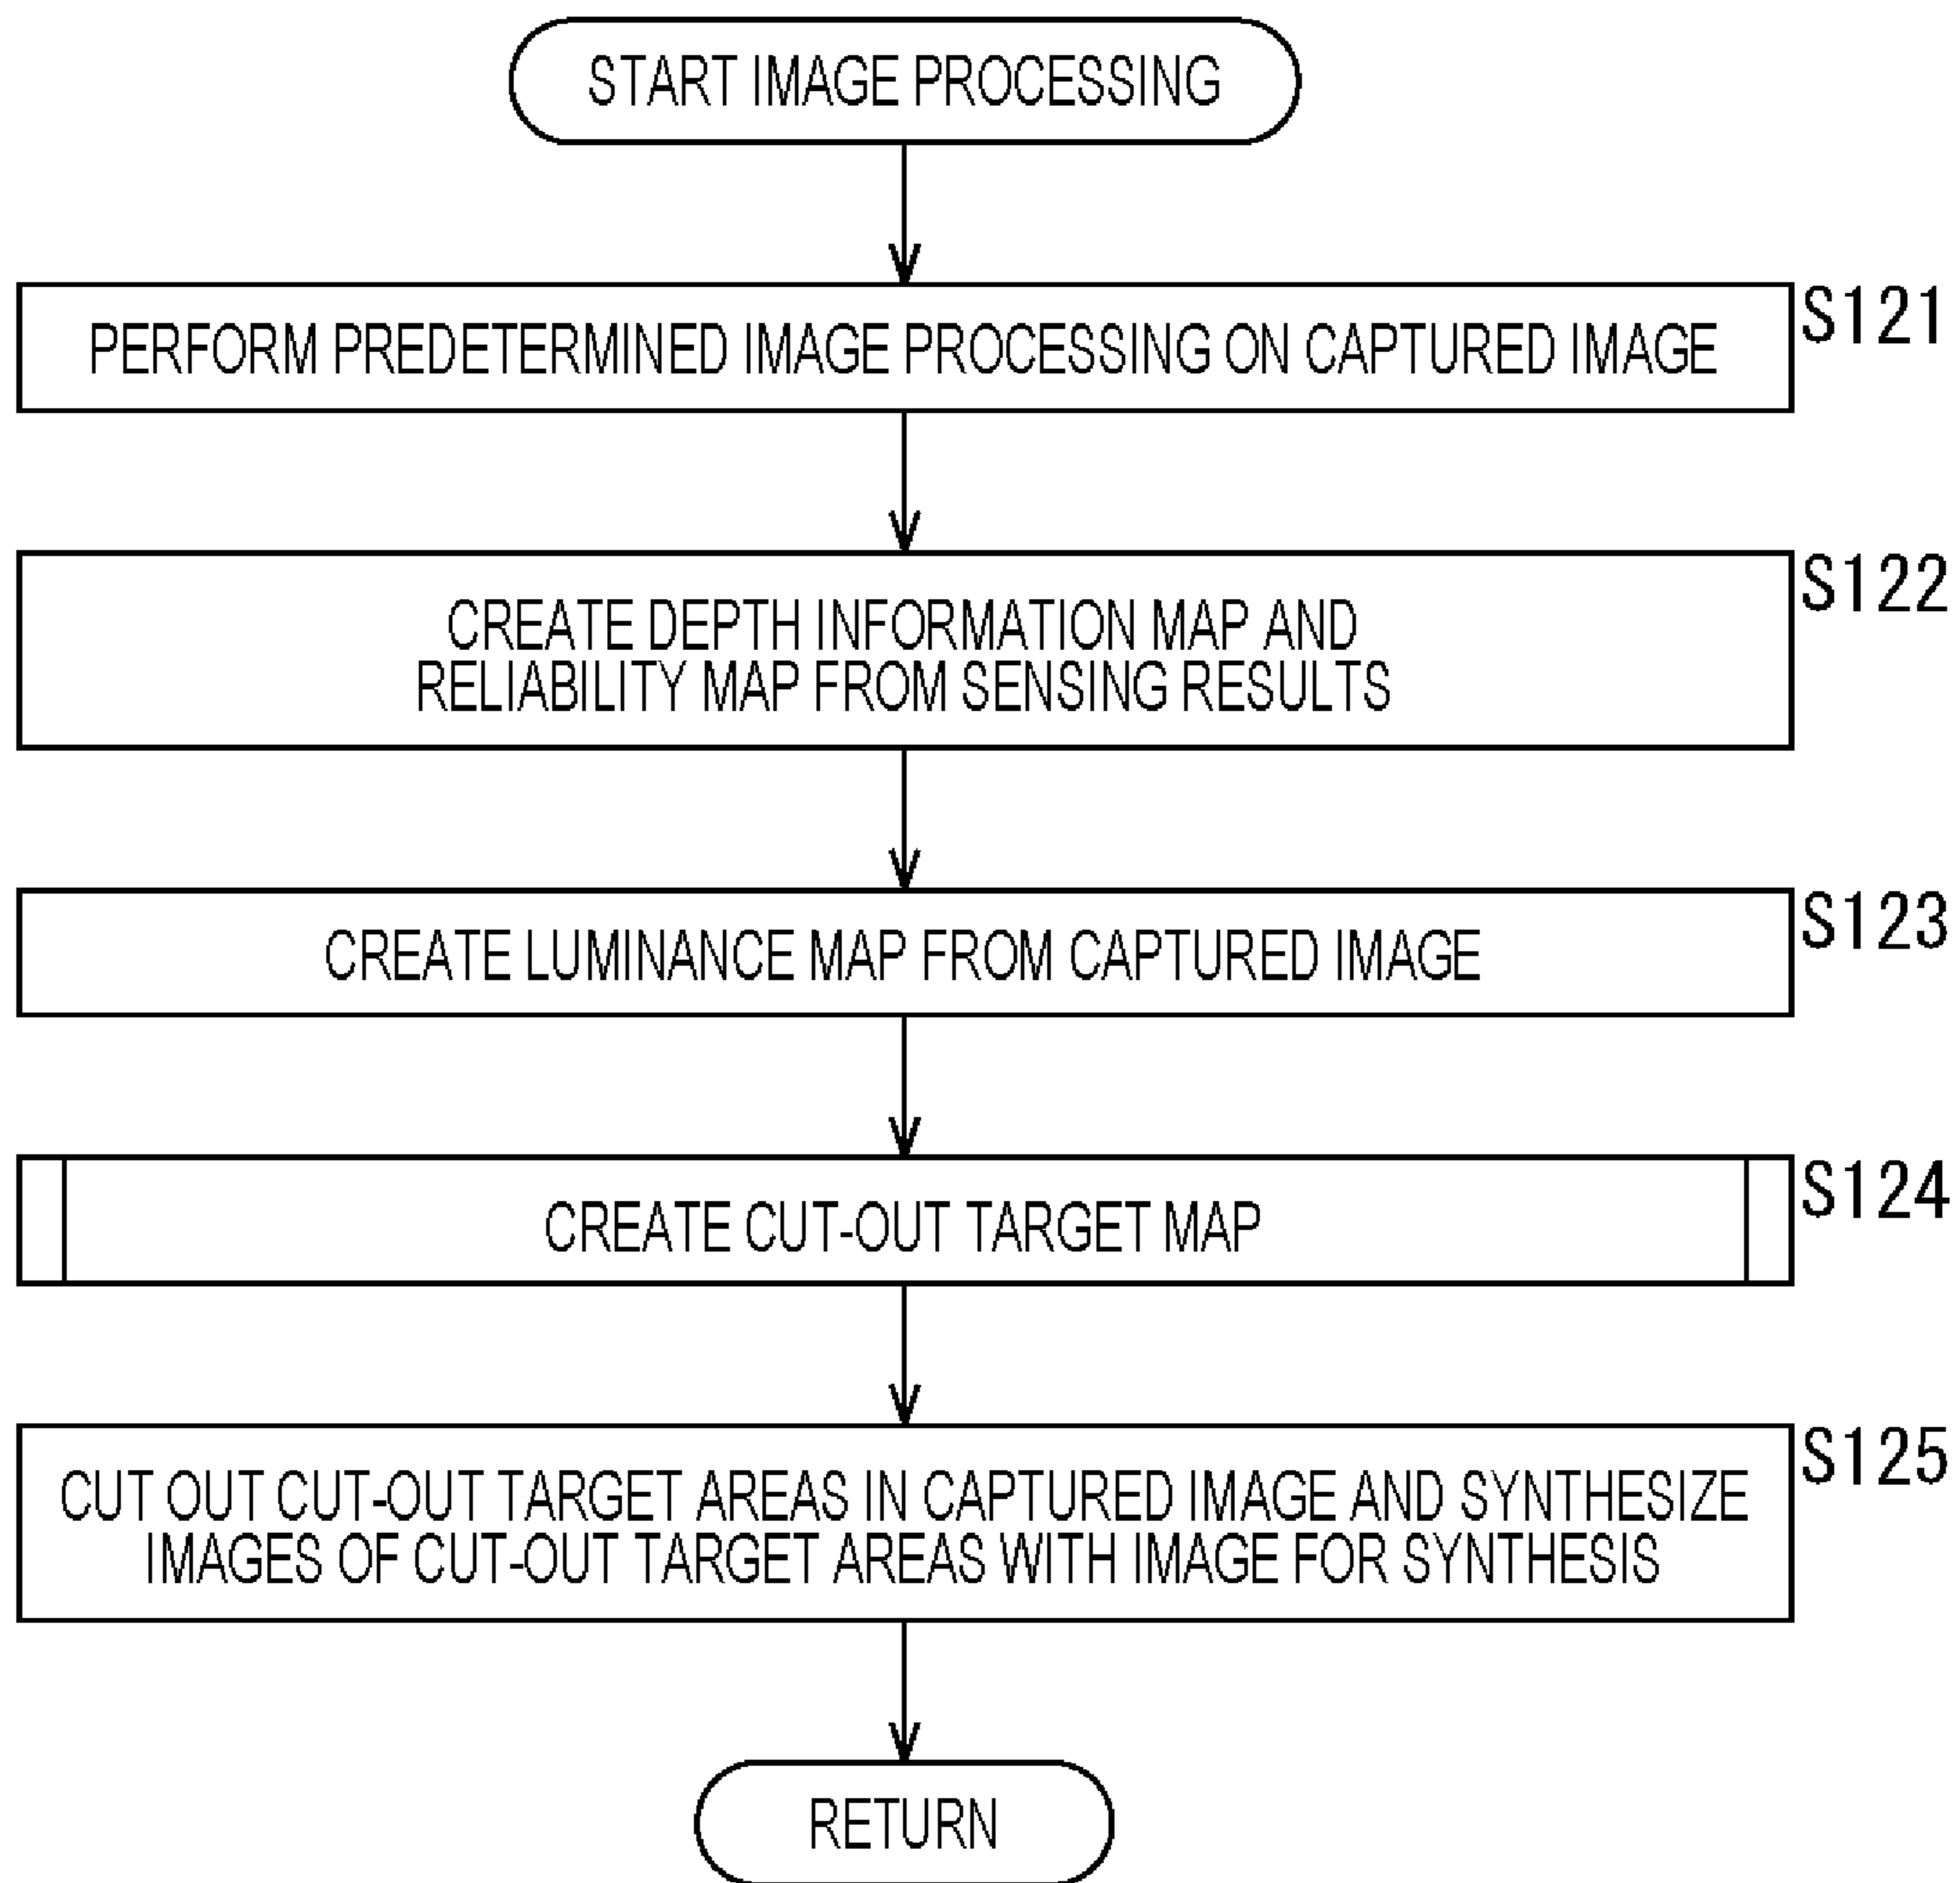 START IMAGE PROCESSING
PERFORM PREDETERMINED IMAGE PROCESSING ON CAPTURED IMAGE
S121
CREATE DEPTH INFORMATION MAP AND
RELIABILITY MAP FROM SENSING RESULTS
S122
CREATE LUMINANCE MAP FROM CAPTURED IMAGE
S123
CREATE CUT-OUT TARGET MAP
S124
CUT OUT CUT-OUT TARGET AREAS IN CAPTURED IMAGE AND SYNTHESIZE
IMAGES OF CUT-OUT TARGET AREAS WITH IMAGE FOR SYNTHESIS
S125
RETURN